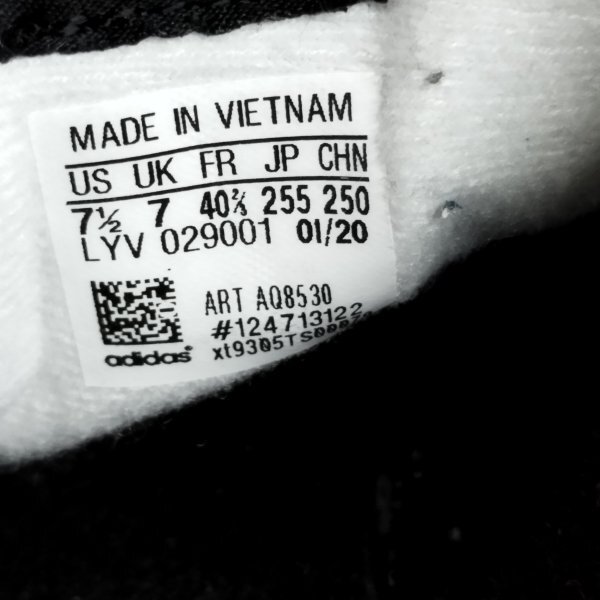 MADE IN VIETNAM
US UK FR JP CHN
7½ 7 40⅔ 255 250
LYV 029001 01/20
ART AQ8530
#124713122
adidas